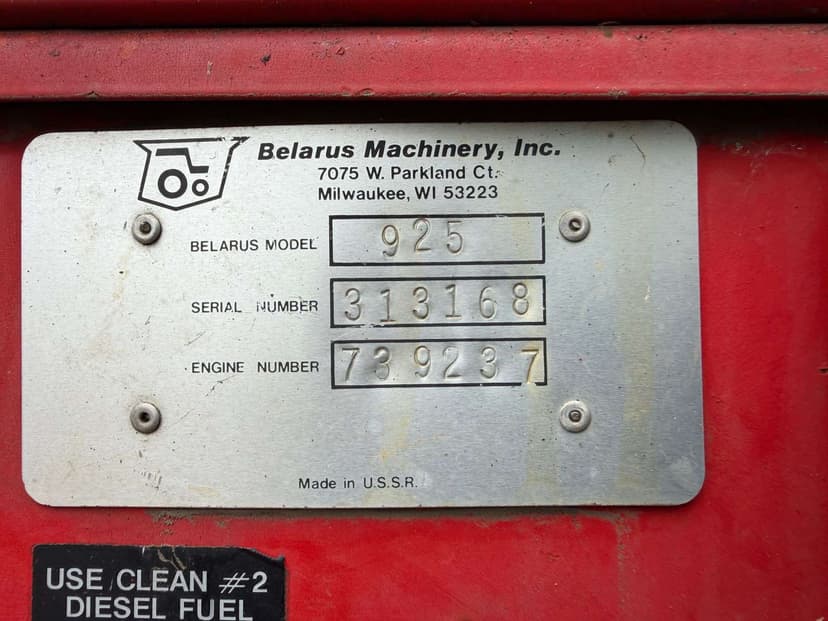 Belarus Machinery, Inc.
7075 W. Parkland Ct.
Milwaukee, WI 53223
BELARUS MODEL 925
SERIAL NUMBER 313168
ENGINE NUMBER 739237
Made in U.S.S.R.
USE CLEAN #2
DIESEL FUEL